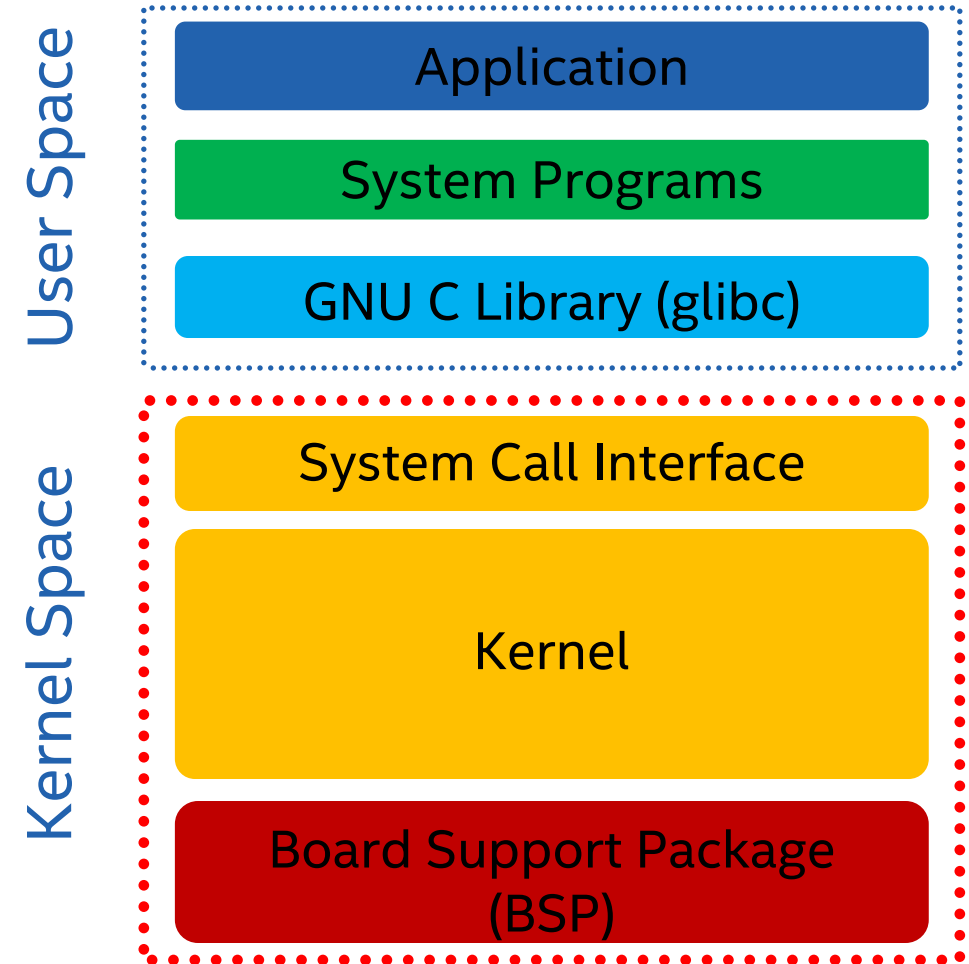 User Space
Application
System Programs
GNU C Library (glibc)
Kernel Space
System Call Interface
Kernel
Board Support Package
(BSP)